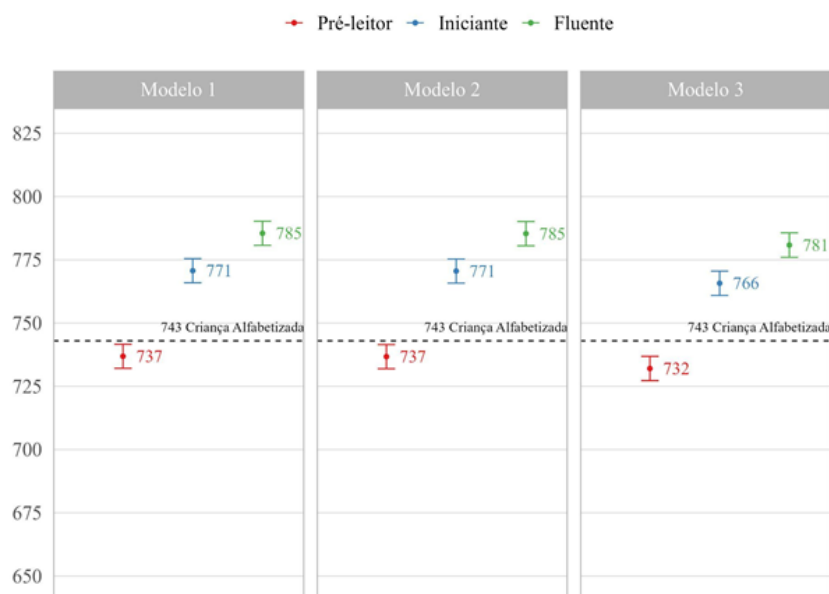 Pré-leitor Iniciante Fluente
Modelo 1 Modelo 2 Modelo 3
825
800
785 785 781
775
771 771 766
750
743 Criança Alfabetizada 743 Criança Alfabetizada 743 Criança Alfabetizada
737 737 732
725
700
675
650